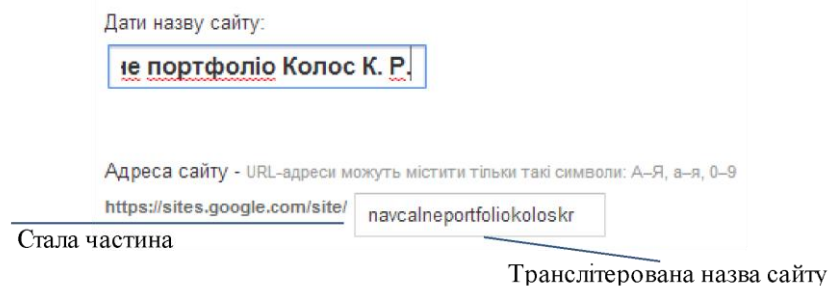 Дати назву сайту:
не портфоліо Колос К. Р.
Адреса сайту - URL-адреси можуть містити тільки такі символи: А–Я, а–я, 0–9
https://sites.google.com/site/ navcalneportfoliokoloskr
Стала частина
Транслітерована назва сайту